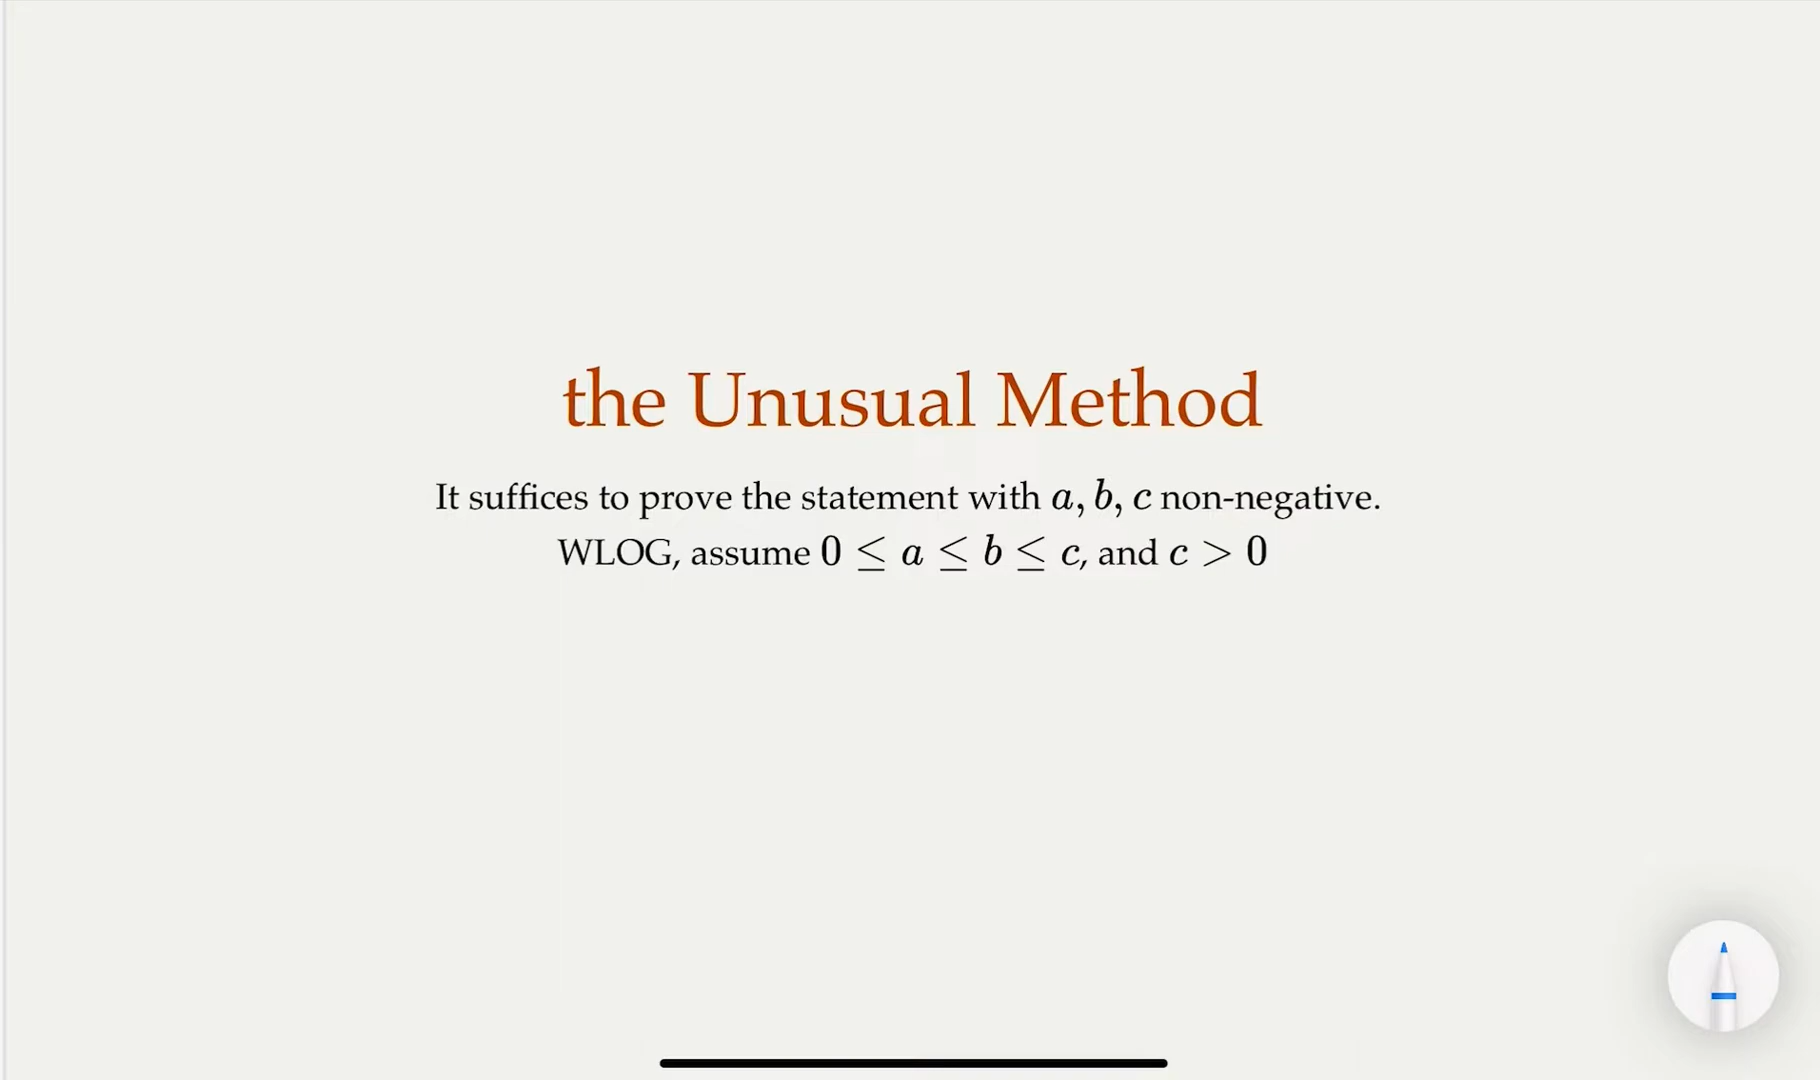 the Unusual Method
It suffices to prove the statement with a, b, c non-negative.
WLOG, assume 0 ≤ a ≤ b ≤ c, and c > 0